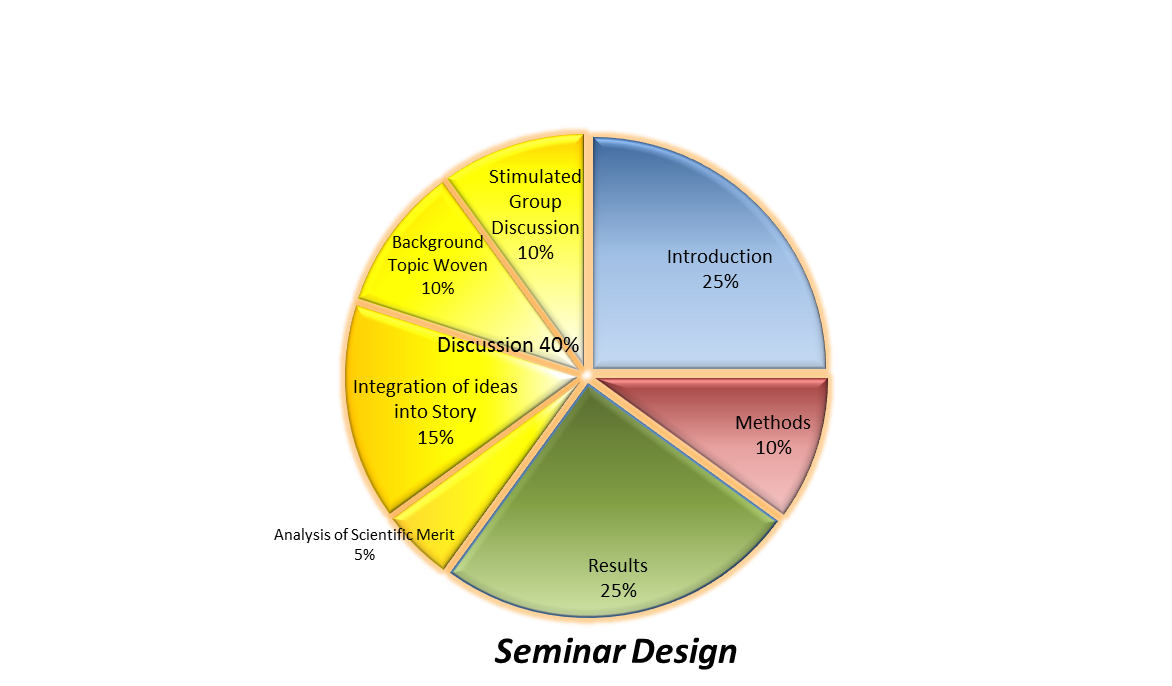 Stimulated
Group
Discussion
10%
Introduction
25%
Background
Topic Woven
10%
Discussion 40%
Integration of ideas
into Story
15%
Methods
10%
Analysis of Scientific Merit
5%
Results
25%
Seminar Design